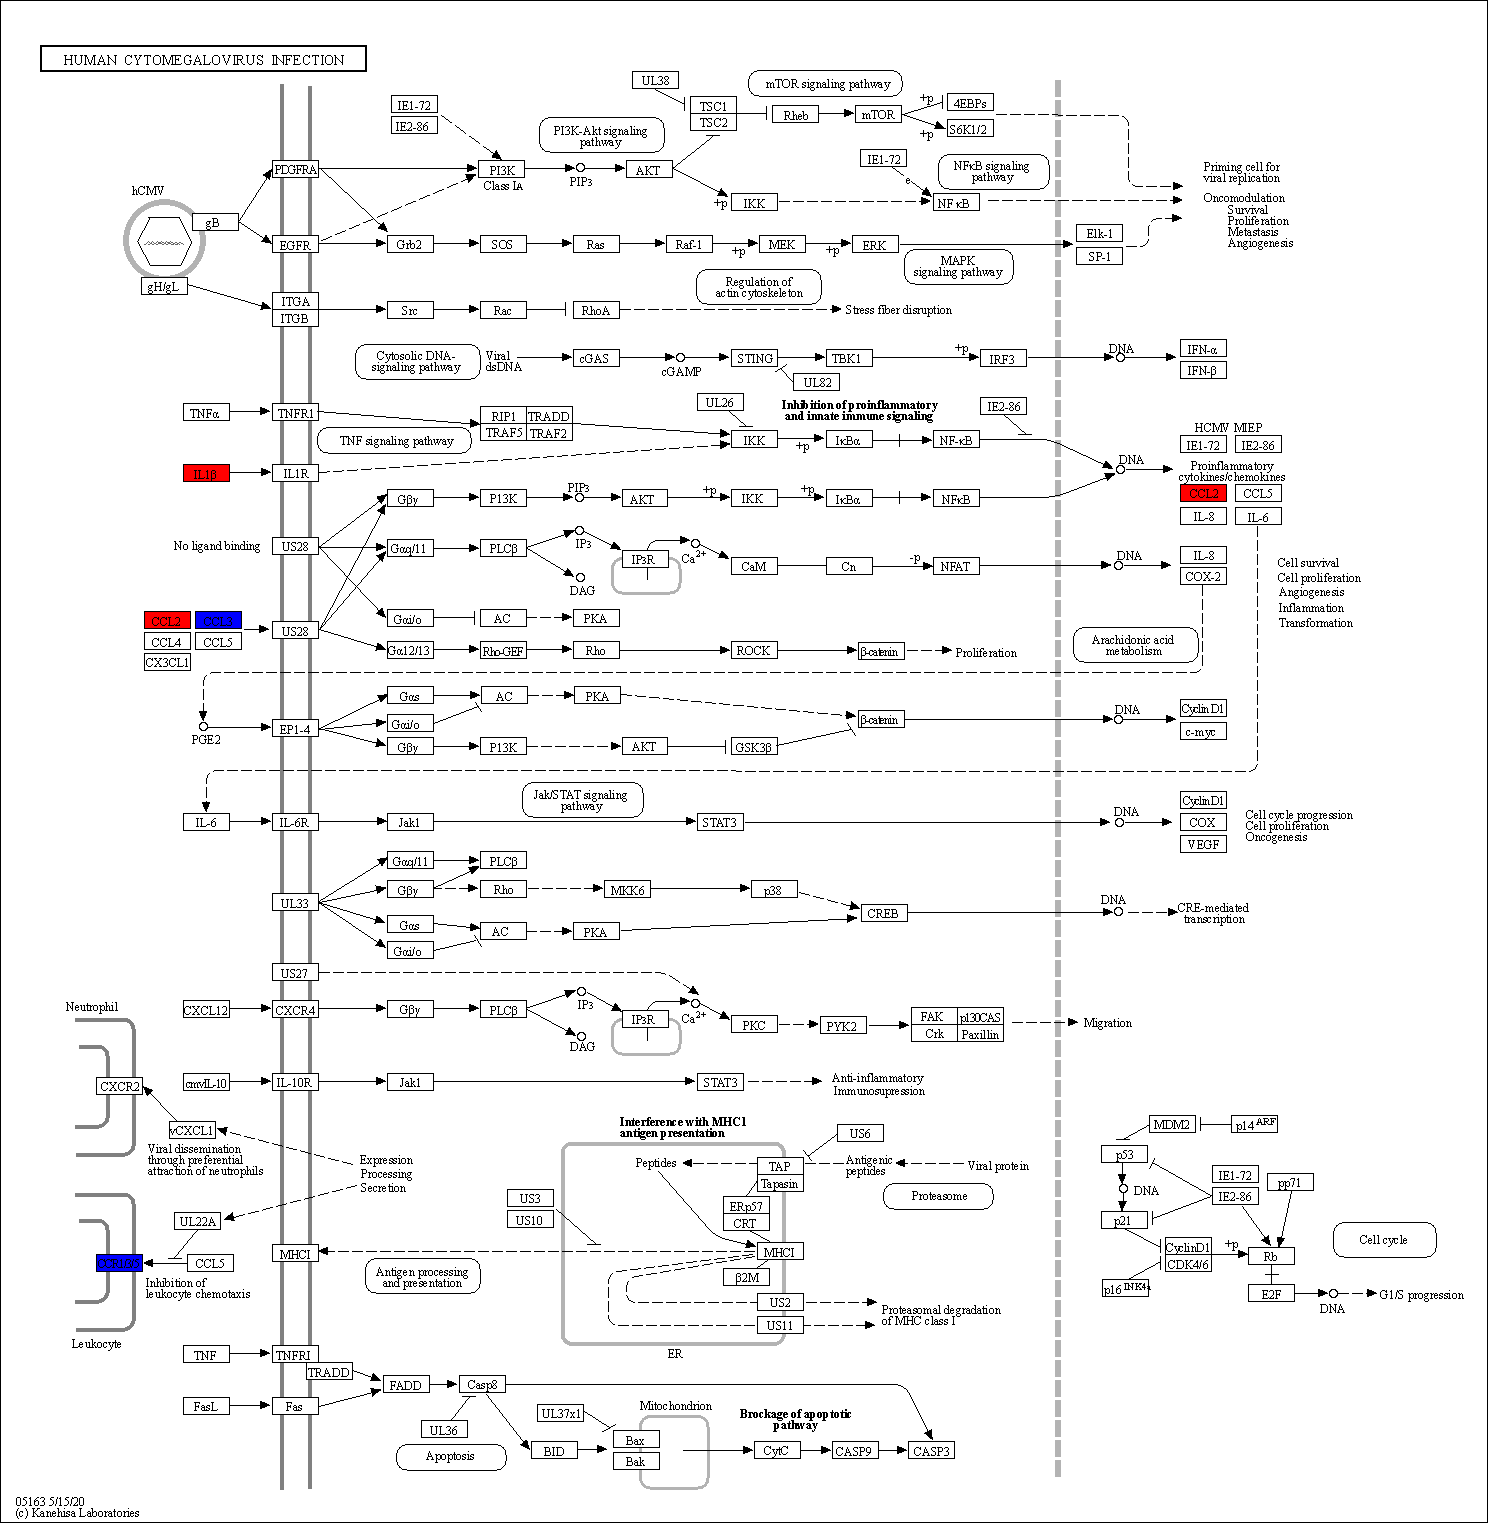 HUMAN CYTOMEGALOVIRUS INFECTION
UL38
mTOR signaling pathway
IE1-72
IE2-86
PI3K-Akt signaling
pathway
TSC1
TSC2
Rheb
mTOR
+p
4EBPs
S6K1/2
+p
IE1-72
NFκB signaling
pathway
hCMV
gB
PDGFRA
PI3K
Class IA
PIP3
AKT
+p
IKK
e
NFκB
Priming cell for
viral replication
Oncomodulation
Survival
Proliferation
Metastasis
Angiogenesis
EGFR
Grb2
SOS
Ras
Raf-1
+p
MEK
+p
ERK
Elk-1
SP-1
MAPK
signaling pathway
gH/gL
ITGA
ITGB
Src
Rac
RhoA
Regulation of
actin cytoskeleton
Stress fiber disruption
Cytosolic DNA-
signaling pathway
Viral
dsDNA
cGAS
cGAMP
STING
TBK1
+p
IRF3
DNA
IFN-α
IFN-β
UL82
TNFα
TNFR1
TNF signaling pathway
RIP1
TRADD
TRAF5
TRAF2
UL26
Inhibition of proinflammatory
and innate immune signaling
IE2-86
IKK
+p
IκBα
NF-κB
DNA
HCMV MIEP
IE1-72
IE2-86
Proinflammatory
cytokines/chemokines
CCL2
CCL5
IL-8
IL-6
IL1β
IL1R
Gβγ
P13K
PIP3
AKT
+p
IKK
+p
IκBα
NFκB
No ligand binding
US28
Gαq/11
PLCβ
IP3
DAG
IP3R
Ca2+
CaM
Cn
-p
NFAT
DNA
IL-8
COX-2
Cell survival
Cell proliferation
Angiogenesis
Inflammation
Transformation
CCL2
CCL3
CCL4
CCL5
CX3CL1
US28
Gαi/o
AC
PKA
Gα12/13
Rho-GEF
Rho
ROCK
β-catenin
Proliferation
Arachidonic acid
metabolism
PGE2
EP1-4
Gαs
AC
PKA
Gαi/o
Gβγ
P13K
AKT
GSK3β
β-catenin
DNA
CyclinD1
c-myc
Jak/STAT signaling
pathway
IL-6
IL-6R
Jak1
STAT3
DNA
CyclinD1
COX
VEGF
Cell cycle progression
Cell proliferation
Oncogenesis
UL33
Gαq/11
PLCβ
Gβγ
Rho
MKK6
p38
Gαs
AC
PKA
Gαi/o
CREB
DNA
CRE-mediated
transcription
US27
CXCL12
CXCR4
Gβγ
PLCβ
IP3
DAG
IP3R
Ca2+
PKC
PYK2
FAK
p130CAS
Crk
Paxillin
Migration
Neutrophil
CXCR2
cmvIL-10
IL-10R
Jak1
STAT3
Anti-inflammatory
Immunosupression
vCXCL1
Viral dissemination
through preferential
attraction of neutrophils
Expression
Processing
Secretion
Interference with MHC1
antigen presentation
US6
Peptides
TAP
Tapasin
Antigenic
peptides
Viral protein
Proteasome
ERp57
CRT
US3
US10
MHCI
MHCI
β2M
US2
US11
Proteasomal degradation
of MHC class I
ER
Antigen processing
and presentation
UL22A
CCL5
Inhibition of
leukocyte chemotaxis
Leukocyte
MDM2
p14ARF
p53
DNA
p21
IE1-72
IE2-86
pp71
CyclinD1
CDK4/6
+p
Rb
p16INK4a
E2F
DNA
G1/S progression
Cell cycle
TNF
TNFRI
TRADD
FADD
Casp8
FasL
Fas
UL36
Apoptosis
UL37x1
BID
Mitochondrion
Bax
Bak
Brockage of apoptotic
pathway
CytC
CASP9
CASP3
05163 5/15/20
(c) Kanehisa Laboratories